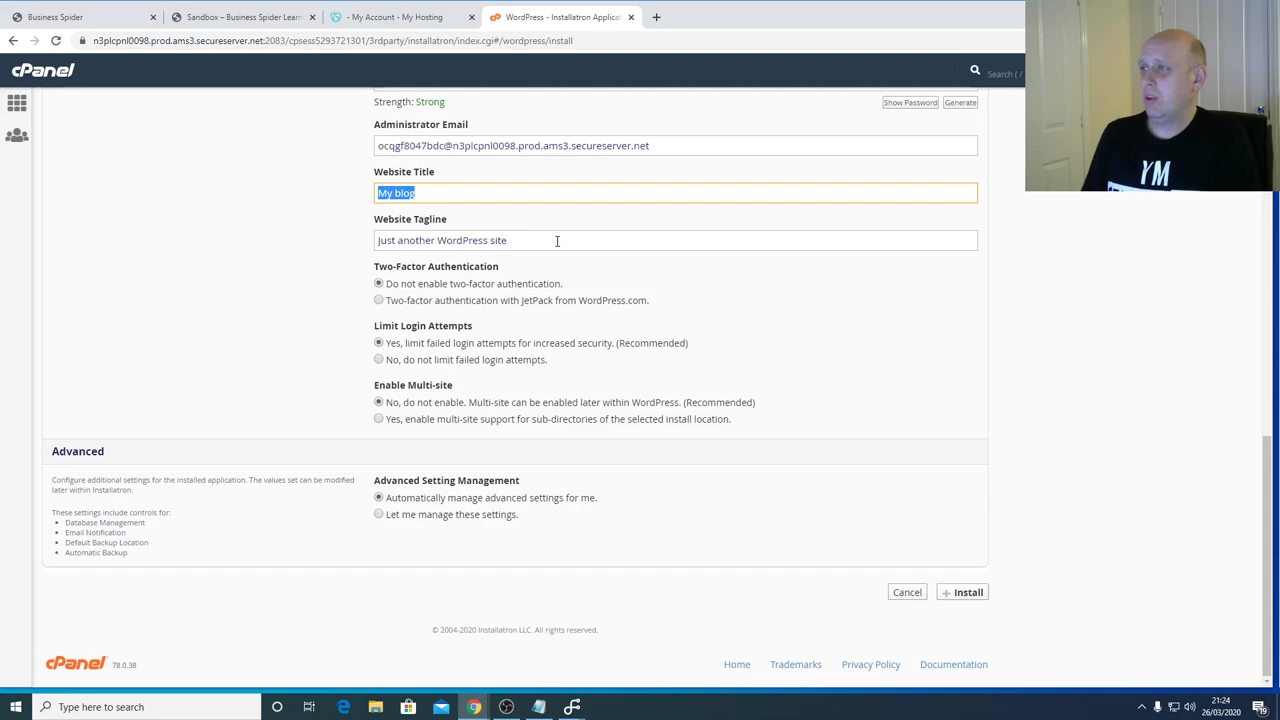 Business Spider
Sandbox – Business Spider Learn
- My Account - My Hosting
WordPress - Installatron Applicat
n3plcpnl0098.prod.ams3.secureserver.net:2083/cpsess5293721301/3rdparty/installatron/index.cgi#/wordpress/install
cPanel
Search ( /
Strength: Strong
Show Password
Generate
Administrator Email
ocqgf8047bdc@n3plcpnl0098.prod.ams3.secureserver.net
Website Title
My blog
Website Tagline
Just another WordPress site
Two-Factor Authentication
Do not enable two-factor authentication.
Two-factor authentication with JetPack from WordPress.com.
Limit Login Attempts
Yes, limit failed login attempts for increased security. (Recommended)
No, do not limit failed login attempts.
Enable Multi-site
No, do not enable. Multi-site can be enabled later within WordPress. (Recommended)
Yes, enable multi-site support for sub-directories of the selected install location.
Advanced
Configure additional settings for the installed application. The values set can be modified
later within Installatron.
These settings include controls for:
• Database Management
• Email Notification
• Default Backup Location
• Automatic Backup
Advanced Setting Management
Automatically manage advanced settings for me.
Let me manage these settings.
Cancel
+ Install
© 2004-2020 Installatron LLC. All rights reserved.
cPanel 78.0.38
Home
Trademarks
Privacy Policy
Documentation
YM
Type here to search
21:24
26/03/2020
19